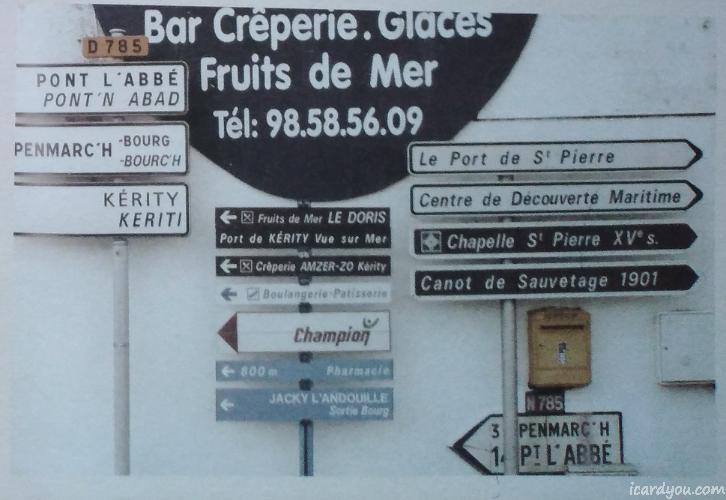 Bar Crêperie. Glaces
Fruits de Mer
Tél: 98.58.56.09
D 785
PONT L'ABBÉ
PONT'N ABAD
PENMARC'H -BOURG
-BOURC'H
KÉRITY
KERITI
Fruits de Mer LE DORIS
Port de KÉRITY Vue sur Mer
Crêperie AMZER-ZO Kérity
Boulangerie-Patisserie
Champion
800 m Pharmacie
JACKY L'ANDOUILLE
Sortie Bourg
Le Port de St Pierre
Centre de Découverte Maritime
Chapelle St Pierre XVe s.
Canot de Sauvetage 1901
N 785
3 PENMARC'H
14 PT L'ABBÉ
icardyou.com